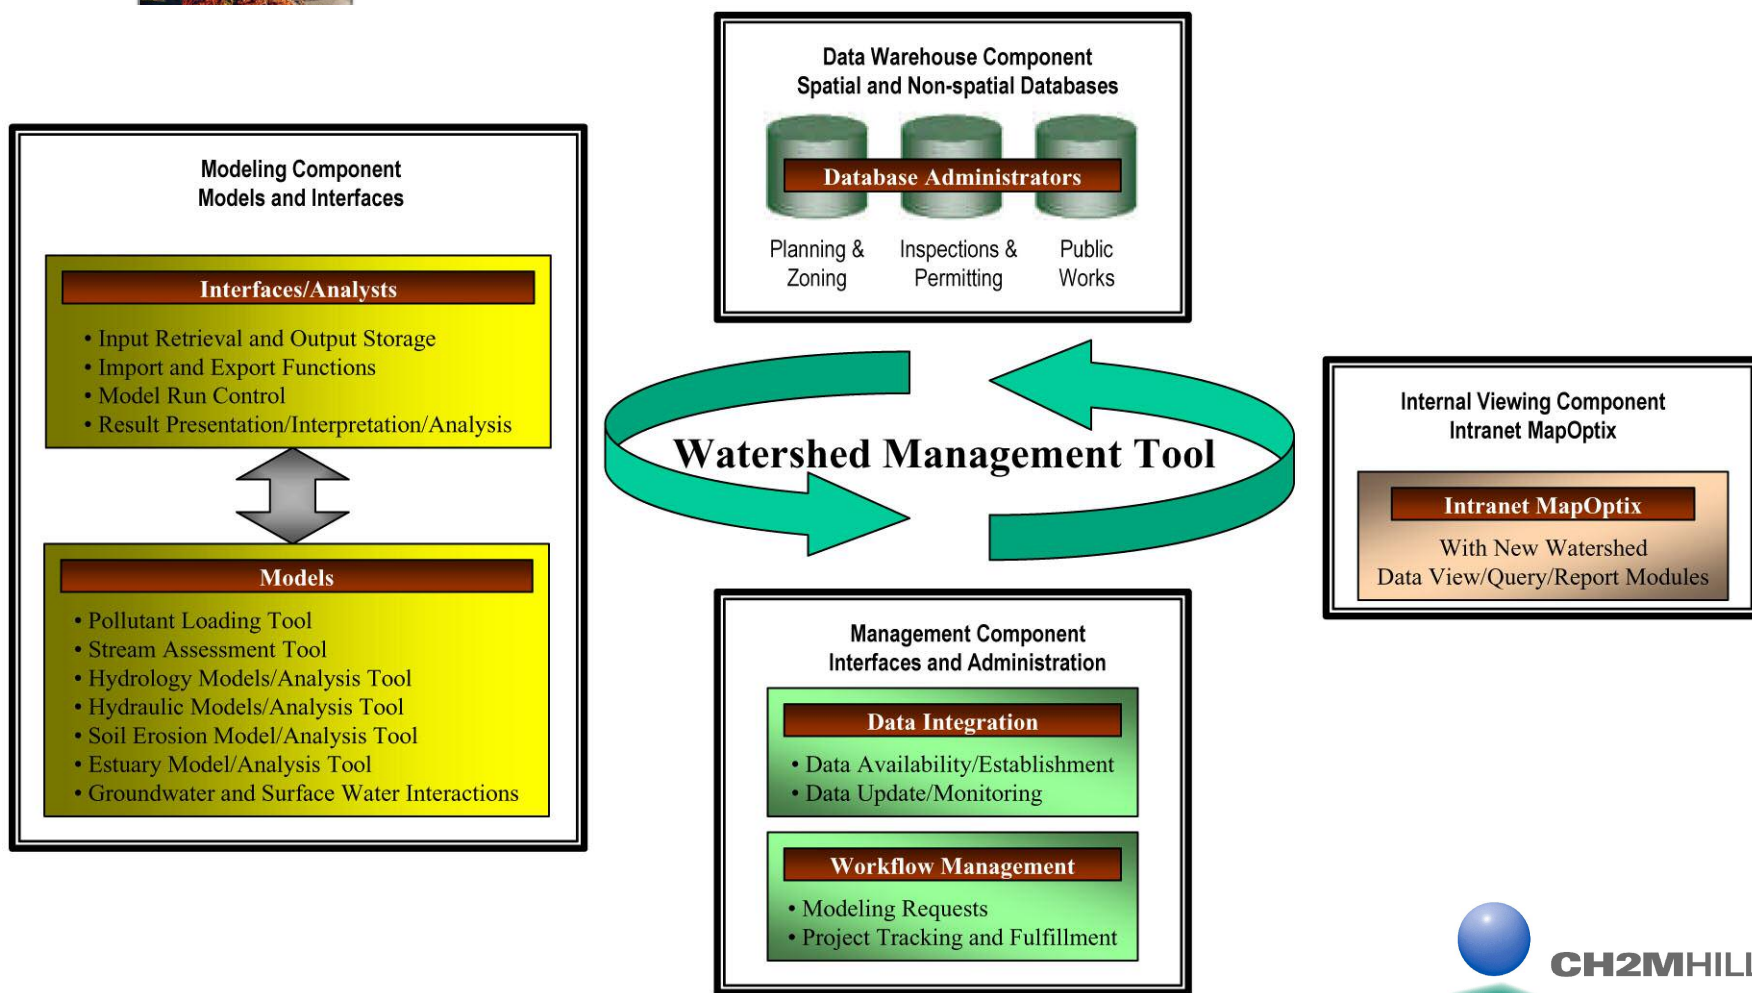 Data Warehouse Component
Spatial and Non-spatial Databases
Database Administrators
Planning &
Zoning
Inspections &
Permitting
Public
Works
Modeling Component
Models and Interfaces
Interfaces/Analysts
• Input Retrieval and Output Storage
• Import and Export Functions
• Model Run Control
• Result Presentation/Interpretation/Analysis
Models
• Pollutant Loading Tool
• Stream Assessment Tool
• Hydrology Models/Analysis Tool
• Hydraulic Models/Analysis Tool
• Soil Erosion Model/Analysis Tool
• Estuary Model/Analysis Tool
• Groundwater and Surface Water Interactions
Watershed Management Tool
Internal Viewing Component
Intranet MapOptix
Intranet MapOptix
With New Watershed
Data View/Query/Report Modules
Management Component
Interfaces and Administration
Data Integration
• Data Availability/Establishment
• Data Update/Monitoring
Workflow Management
• Modeling Requests
• Project Tracking and Fulfillment
CH2MHILL